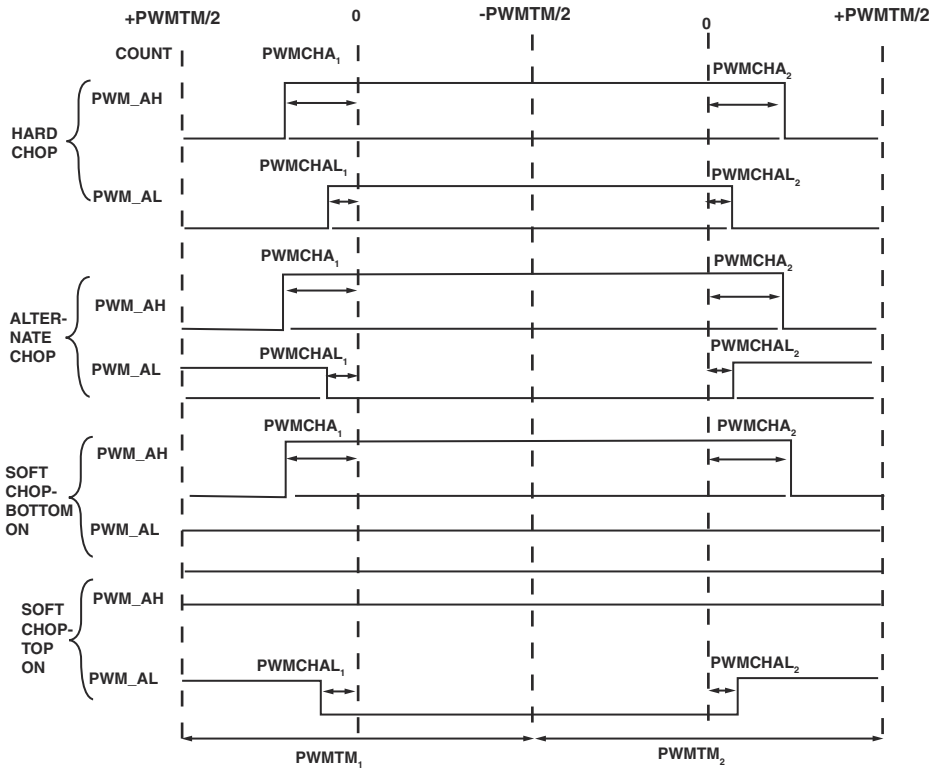 +PWMTM/2 0 -PWMTM/2 0 +PWMTM/2
COUNT
PWMCHA1
PWM_AH
PWMCHA2
HARD
CHOP
PWMCHAL1
PWMCHAL2
PWM_AL
PWMCHA1
PWMCHA2
PWM_AH
ALTER-
NATE
CHOP
PWMCHAL1
PWMCHAL2
PWM_AL
PWMCHA1
PWMCHA2
PWM_AH
SOFT
CHOP-
BOTTOM
ON
PWM_AL
PWM_AH
SOFT
CHOP-
TOP
ON
PWMCHAL1
PWMCHAL2
PWM_AL
PWMTM1
PWMTM2